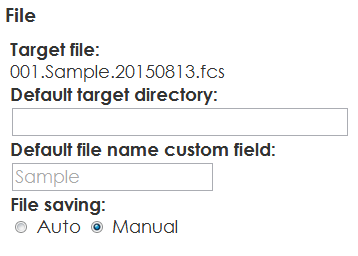 File
Target file:
001.Sample.20150813.fcs
Default target directory:
Default file name custom field:
Sample
File saving:
Auto Manual